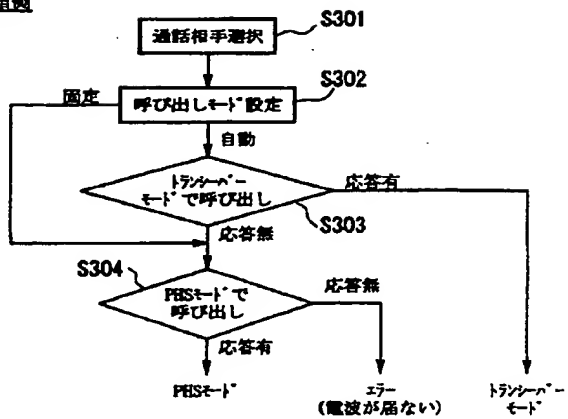 通話相手選択
S301
呼び出しﾓｰﾄﾞ設定
S302
固定
自動
ﾄﾗﾝｼｰﾊﾞｰ
ﾓｰﾄﾞで呼び出し
応答有
S303
応答無
S304
PHSﾓｰﾄﾞで
呼び出し
応答無
応答有
PHSﾓｰﾄﾞ
ｴﾗｰ
(電波が届ない)
ﾄﾗﾝｼｰﾊﾞｰ
ﾓｰﾄﾞ